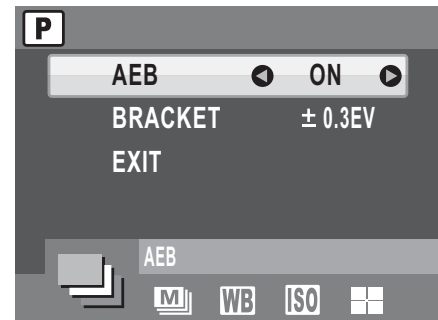 P
AEB ON
BRACKET ± 0.3EV
EXIT
AEB
M WB ISO